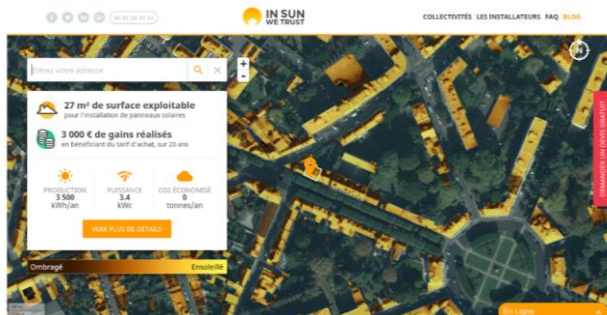 IN SUN
WE TRUST
COLLECTIVITÉS LES INSTALLATEURS FAQ BLOG
Entrez votre adresse
+
-
N
27 m² de surface exploitable
pour l'installation de panneaux solaires
3 000 € de gains réalisés
en bénéficiant du tarif d'achat, sur 20 ans
PRODUCTION
3 500
kWh/an
PUISSANCE
3.4
kWc
CO2 ÉCONOMISÉ
0
tonnes/an
VOIR PLUS DE DÉTAILS
Ombragé
Ensoleillé
DEMANDER UN DEVIS GRATUIT
En Ligne